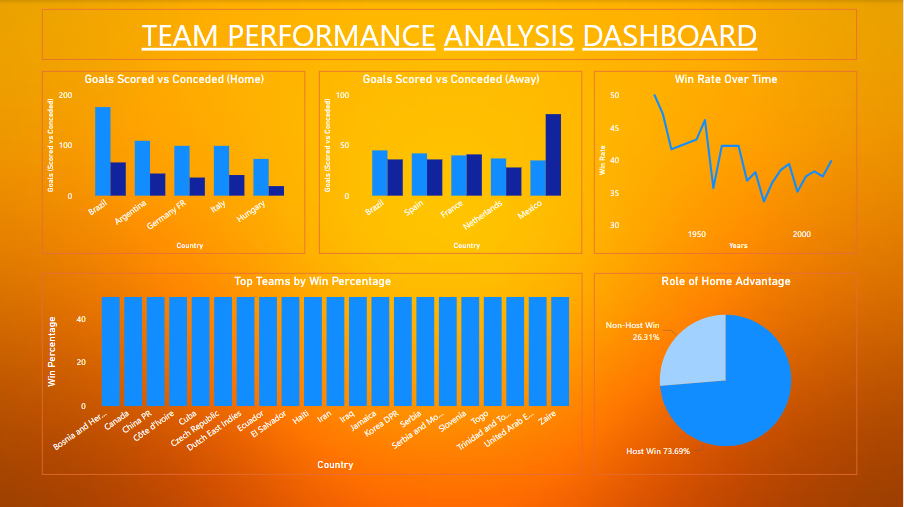 TEAM PERFORMANCE ANALYSIS DASHBOARD
Goals Scored vs Conceded (Home)
Goals (Scored vs Conceded)
200
100
0
Brazil
Argentina
Germany FR
Italy
Hungary
Country
Goals Scored vs Conceded (Away)
Goals (Scored vs Conceded)
100
50
0
Brazil
Spain
France
Netherlands
Mexico
Country
Win Rate Over Time
Win Rate
50
45
40
35
30
1950
2000
Years
Top Teams by Win Percentage
Win Percentage
40
20
0
Bosnia and Her...
Canada
China PR
Côte d'Ivoire
Cuba
Czech Republic
Dutch East Indies
Ecuador
El Salvador
Haiti
Iran
Iraq
Jamaica
Korea DPR
Serbia
Serbia and Mo...
Slovenia
Togo
Trinidad and To...
United Arab E...
Zaire
Country
Role of Home Advantage
Non-Host Win
26.31%
Host Win 73.69%